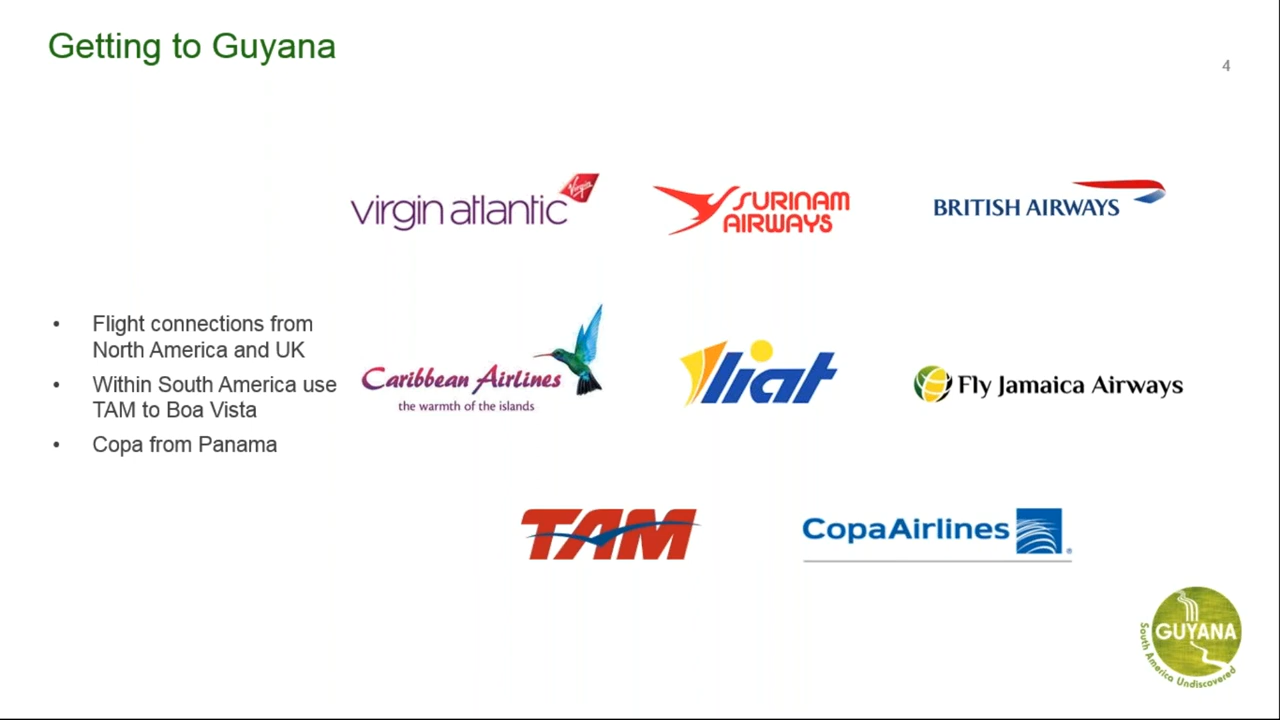 Getting to Guyana
4
virgin atlantic
Virgin
SURINAM
AIRWAYS
BRITISH AIRWAYS
• Flight connections from
North America and UK
• Within South America use
TAM to Boa Vista
• Copa from Panama
Caribbean Airlines
the warmth of the islands
liat
Fly Jamaica Airways
TAM
CopaAirlines
®
GUYANA
South America Undiscovered